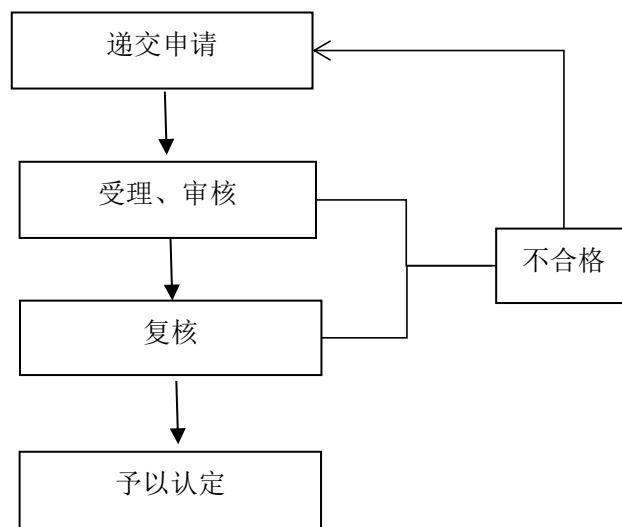 递交申请
受理、审核
不合格
复核
予以认定